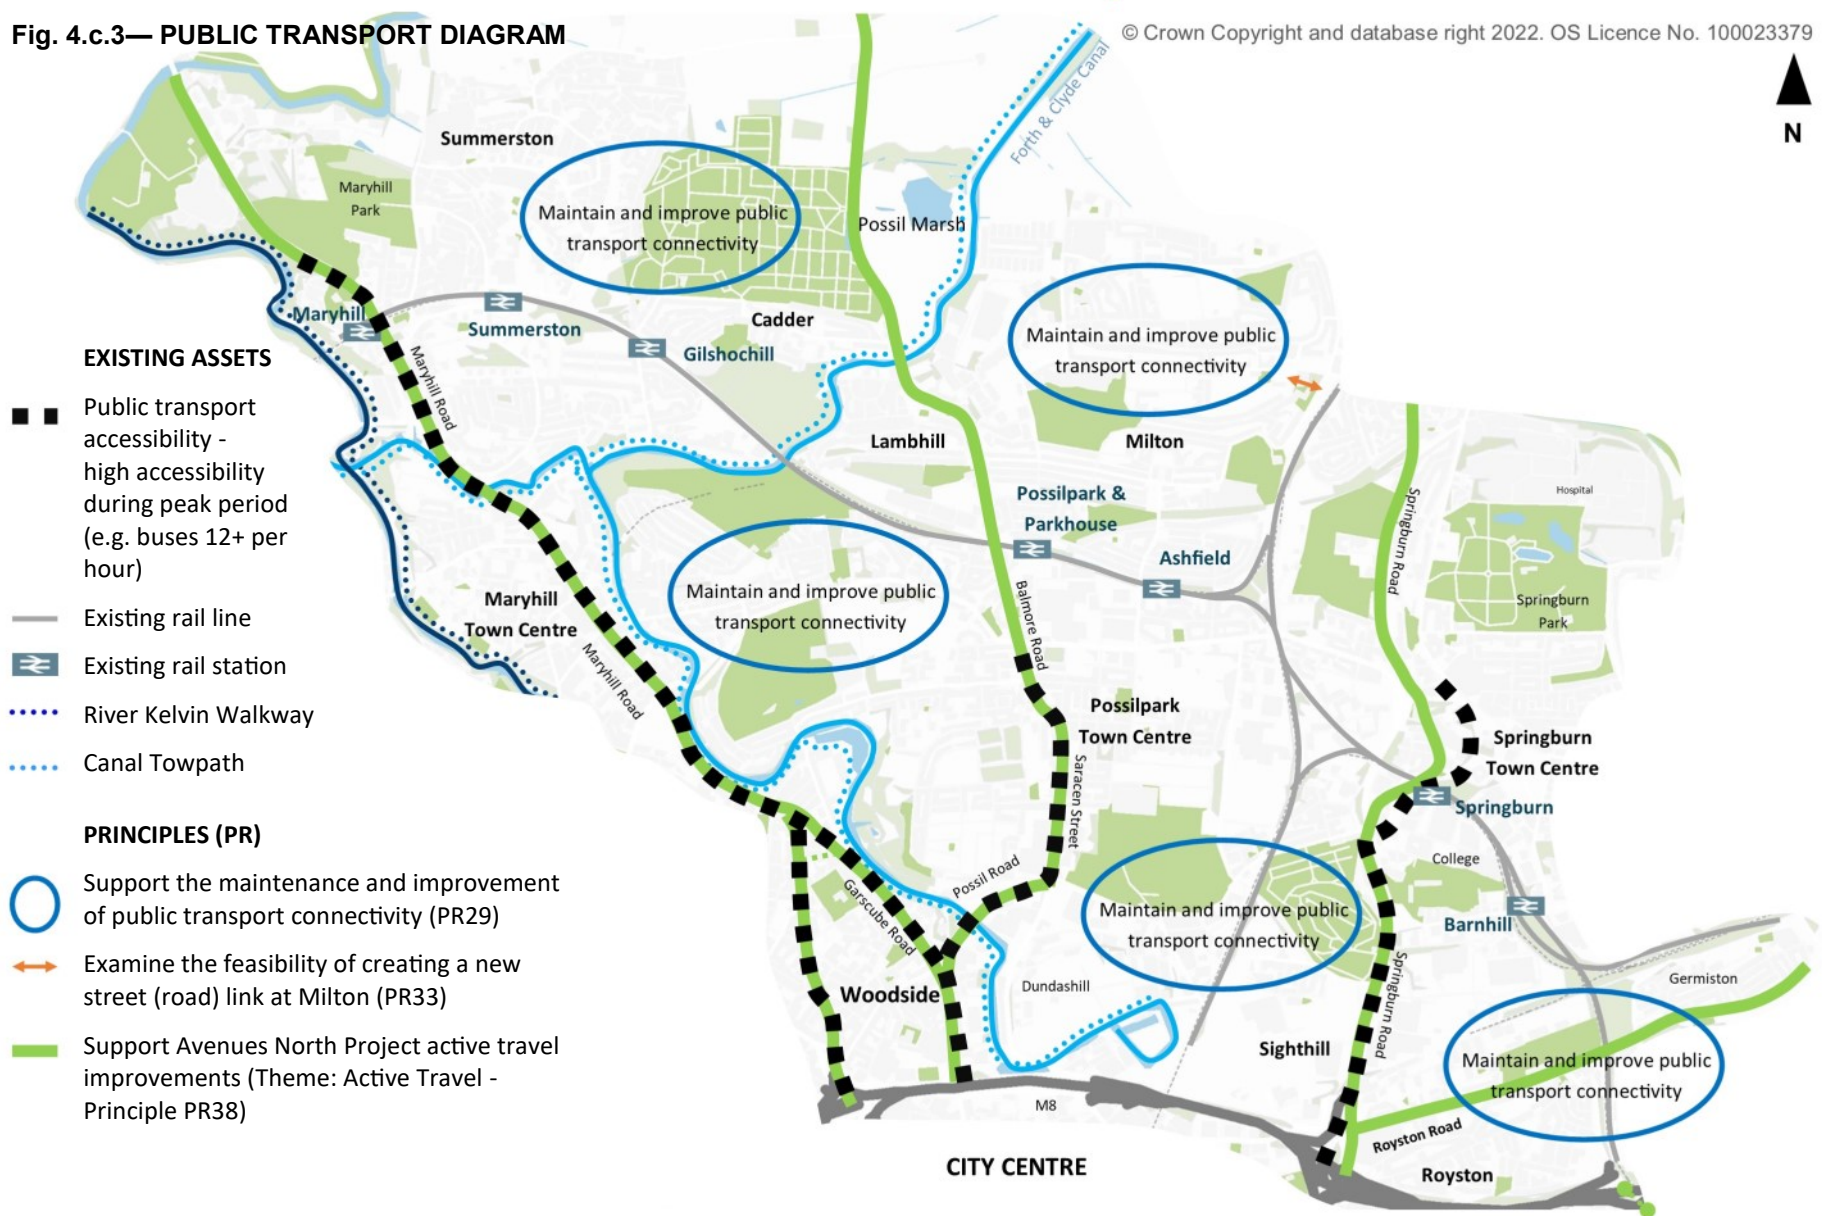 Fig. 4.c.3— PUBLIC TRANSPORT DIAGRAM
© Crown Copyright and database right 2022. OS Licence No. 100023379
N
Forth & Clyde Canal
Summerston
Maryhill
Park
Maintain and improve public
transport connectivity
Possil Marsh
Maryhill
Summerston
Cadder
Gilshochill
Maintain and improve public
transport connectivity
Maryhill Road
Lambhill
Milton
Possilpark &
Parkhouse
Ashfield
Springburn Road
Hospital
Springburn
Park
Maryhill
Town Centre
Maintain and improve public
transport connectivity
Balmore Road
Maryhill Road
Possilpark
Town Centre
Saracen Street
Springburn
Town Centre
Springburn
College
Barnhill
Possil Road
Garscube Road
Maintain and improve public
transport connectivity
Woodside
Dundashill
Springburn Road
Germiston
Sighthill
Maintain and improve public
transport connectivity
M8
Royston Road
CITY CENTRE
Royston
EXISTING ASSETS
Public transport
accessibility -
high accessibility
during peak period
(e.g. buses 12+ per
hour)
Existing rail line
Existing rail station
River Kelvin Walkway
Canal Towpath
PRINCIPLES (PR)
Support the maintenance and improvement
of public transport connectivity (PR29)
Examine the feasibility of creating a new
street (road) link at Milton (PR33)
Support Avenues North Project active travel
improvements (Theme: Active Travel -
Principle PR38)